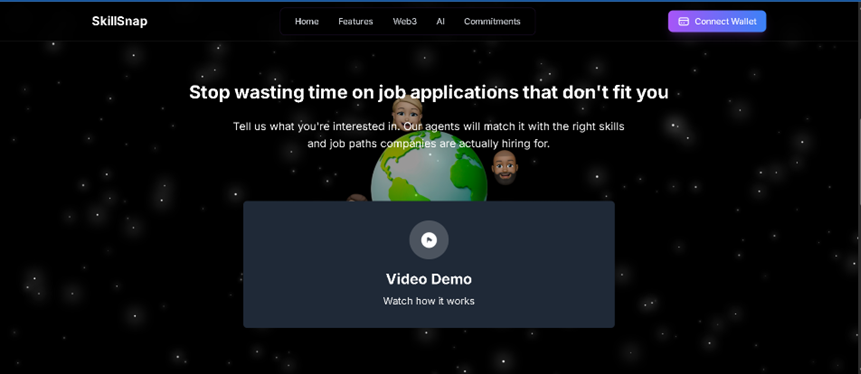 SkillSnap
Home Features Web3 AI Commitments
Connect Wallet
Stop wasting time on job applications that don't fit you
Tell us what you're interested in. Our agents will match it with the right skills
and job paths companies are actually hiring for.
Video Demo
Watch how it works